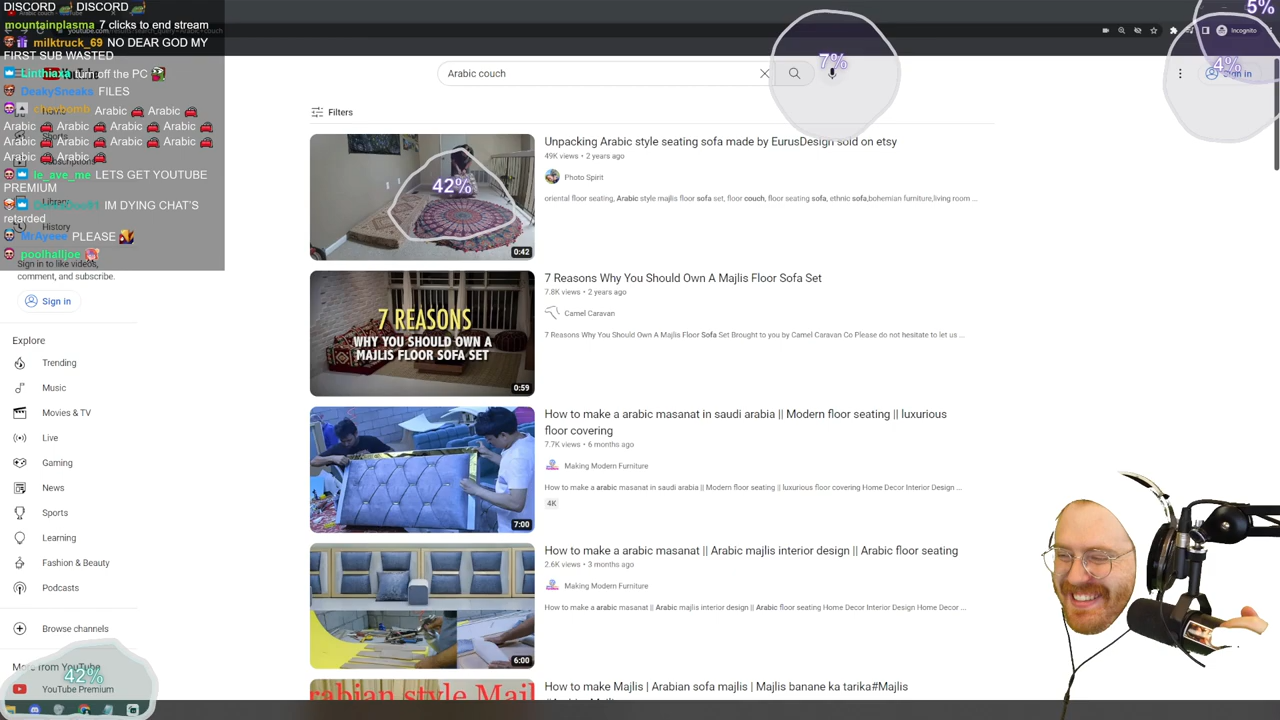 DISCORD DISCORD
mountainplasma 7 clicks to end stream
milktruck_69 NO DEAR GOD MY
FIRST SUB WASTED
Linthiaxa turn off the PC
DeakySneaks FILES
chevbomb Arabic Arabic
Arabic Arabic Arabic Arabic
Arabic Arabic Arabic Arabic
Arabic Arabic
le_ave_me LETS GET YOUTUBE
PREMIUM
IM DYING CHAT'S
retarded
MrAyeee PLEASE
poolhalljoe
Library
History
Sign in to like videos,
comment, and subscribe.
Sign in
Explore
Trending
Music
Movies & TV
Live
Gaming
News
Sports
Learning
Fashion & Beauty
Podcasts
Browse channels
More from YouTube
42%
YouTube Premium
Arabic couch
7%
5%
4%
Incognito
Sign in
Filters
42%
0:42
Unpacking Arabic style seating sofa made by EurusDesign sold on etsy
49K views • 2 years ago
Photo Spirit
oriental floor seating, Arabic style majlis floor sofa set, floor couch, floor seating sofa, ethnic sofa,bohemian furniture,living room ...
7 REASONS
WHY YOU SHOULD OWN A
MAJLIS FLOOR SOFA SET
0:59
7 Reasons Why You Should Own A Majlis Floor Sofa Set
7.8K views • 2 years ago
Camel Caravan
7 Reasons Why You Should Own A Majlis Floor Sofa Set Brought to you by Camel Caravan Co Please do not hesitate to let us ...
7:00
How to make a arabic masanat in saudi arabia || Modern floor seating || luxurious
floor covering
7.7K views • 6 months ago
Making Modern Furniture
How to make a arabic masanat in saudi arabia || Modern floor seating || luxurious floor covering Home Decor Interior Design ...
4K
6:00
How to make a arabic masanat || Arabic majlis interior design || Arabic floor seating
2.6K views • 3 months ago
Making Modern Furniture
How to make a arabic masanat || Arabic majlis interior design || Arabic floor seating Home Decor Interior Design Home Decor ...
How to make Majlis | Arabian sofa majlis | Majlis banane ka tarika#Majlis